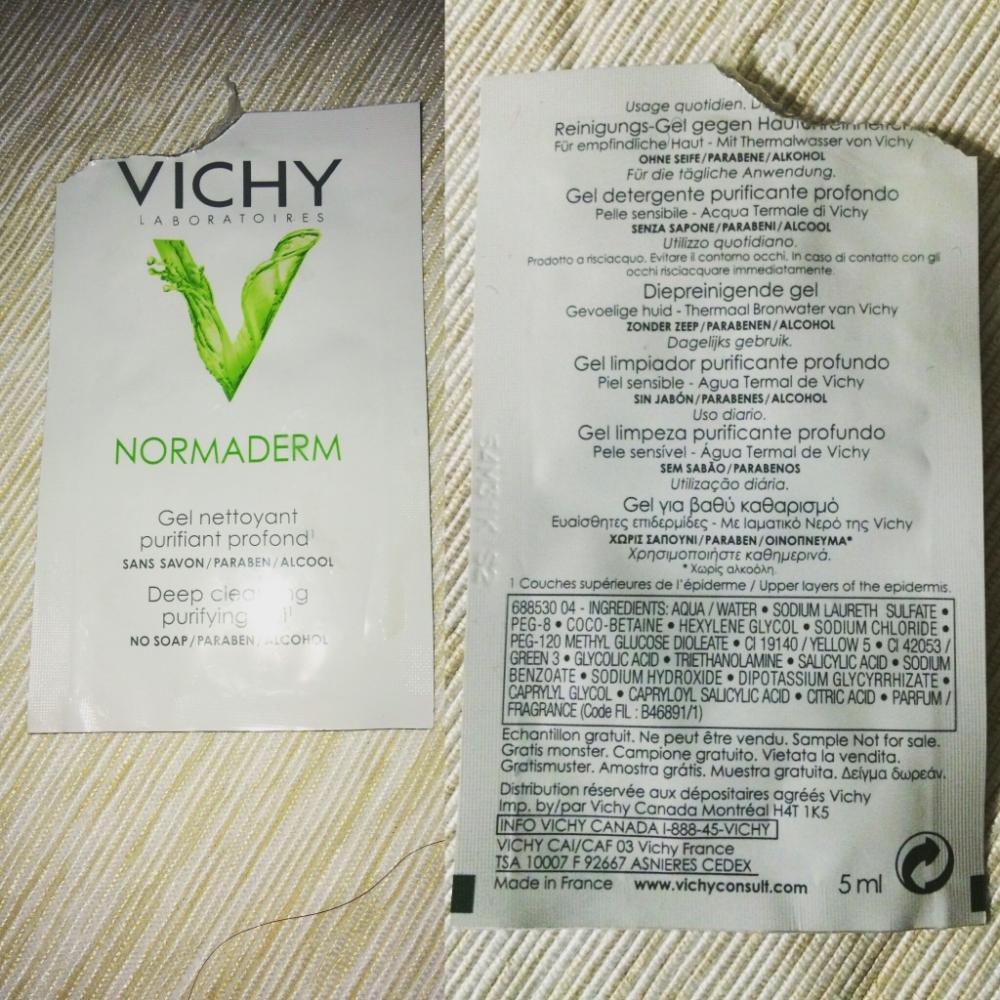 VICHY
LABORATOIRES
NORMADERM
Gel nettoyant
purifiant profond¹
SANS SAVON/PARABEN/ALCOOL
Deep
purifying
NO SOAP/PARABEN/ALCOHOL
Usage quotidien.
Reinigungs-Gel gegen
Für empfindliche Haut - Mit Thermalwasser von Vichy
OHNE SEIFE/PARABENE/ALKOHOL
Für die tägliche Anwendung.
Gel detergente purificante profondo
Pelle sensibile - Acqua Termale di Vichy
SENZA SAPONE/PARABENI/ALCOOL
Utilizzo quotidiano.
Prodotto a risciacquo. Evitare il contorno occhi. In caso di contatto con gli
occhi risciacquare immediatamente.
Diepreinigende gel
Gevoelige huid - Thermaal Bronwater van Vichy
ZONDER ZEEP/PARABENEN/ALCOHOL
Dagelijks gebruik.
Gel limpiador purificante profundo
Piel sensible - Agua Termal de Vichy
SIN JABÓN/PARABENES/ALCOHOL
Uso diario.
Gel limpeza purificante profundo
Pele sensível - Água Termal de Vichy
SEM SABÃO/PARABENOS
Utilização diária.
Gel για βαθύ καθαρισμό
Ευαίσθητες επιδερμίδες - Με Ιαματικό Νερό της Vichy
ΧΩΡΙΣ ΣΑΠΟΥΝΙ/PARABEN/ΟΙΝΟΠΝΕΥΜΑ*
Χρησιμοποιήστε καθημερινά.
* Χωρίς αλκοόλη.
1 Couches supérieures de l'épiderme / Upper layers of the epidermis.
688530 04 - INGREDIENTS: AQUA / WATER • SODIUM LAURETH SULFATE •
PEG-8 • COCO-BETAINE • HEXYLENE GLYCOL • SODIUM CHLORIDE •
PEG-120 METHYL GLUCOSE DIOLEATE • CI 19140 / YELLOW 5 • CI 42053 /
GREEN 3 • GLYCOLIC ACID • TRIETHANOLAMINE • SALICYLIC ACID • SODIUM
BENZOATE • SODIUM HYDROXIDE • DIPOTASSIUM GLYCYRRHIZATE •
CAPRYLYL GLYCOL • CAPRYLOYL SALICYLIC ACID • CITRIC ACID • PARFUM /
FRAGRANCE (Code FIL : B46891/1)
Echantillon gratuit. Ne peut être vendu. Sample Not for sale.
Gratis monster. Campione gratuito. Vietata la vendita.
Gratismuster. Amostra grátis. Muestra gratuita. Δείγμα δωρεάν.
Distribution réservée aux dépositaires agréés Vichy
Imp. by/par Vichy Canada Montréal H4T 1K5
INFO VICHY CANADA 1-888-45-VICHY
VICHY CAI/CAF 03 Vichy France
TSA 10007 F 92667 ASNIERES CEDEX
Made in France www.vichyconsult.com 5 ml